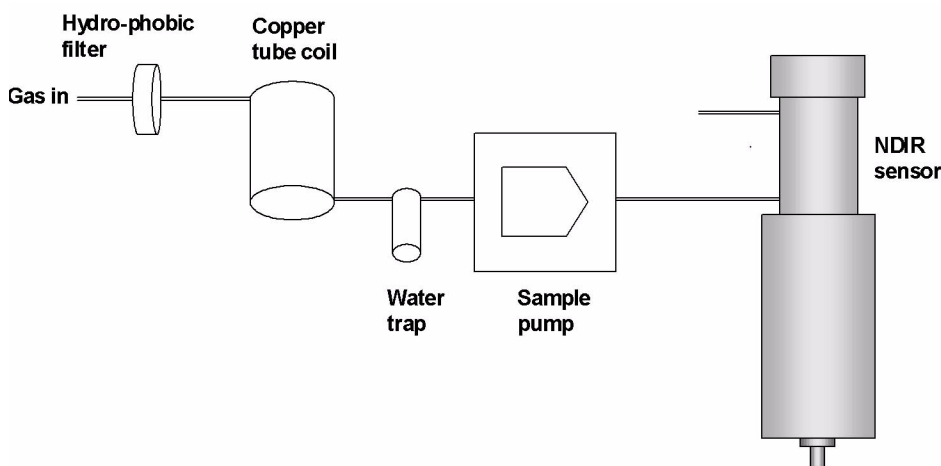 Hydro-phobic
filter
Copper
tube coil
Gas in
NDIR
sensor
Water
trap
Sample
pump